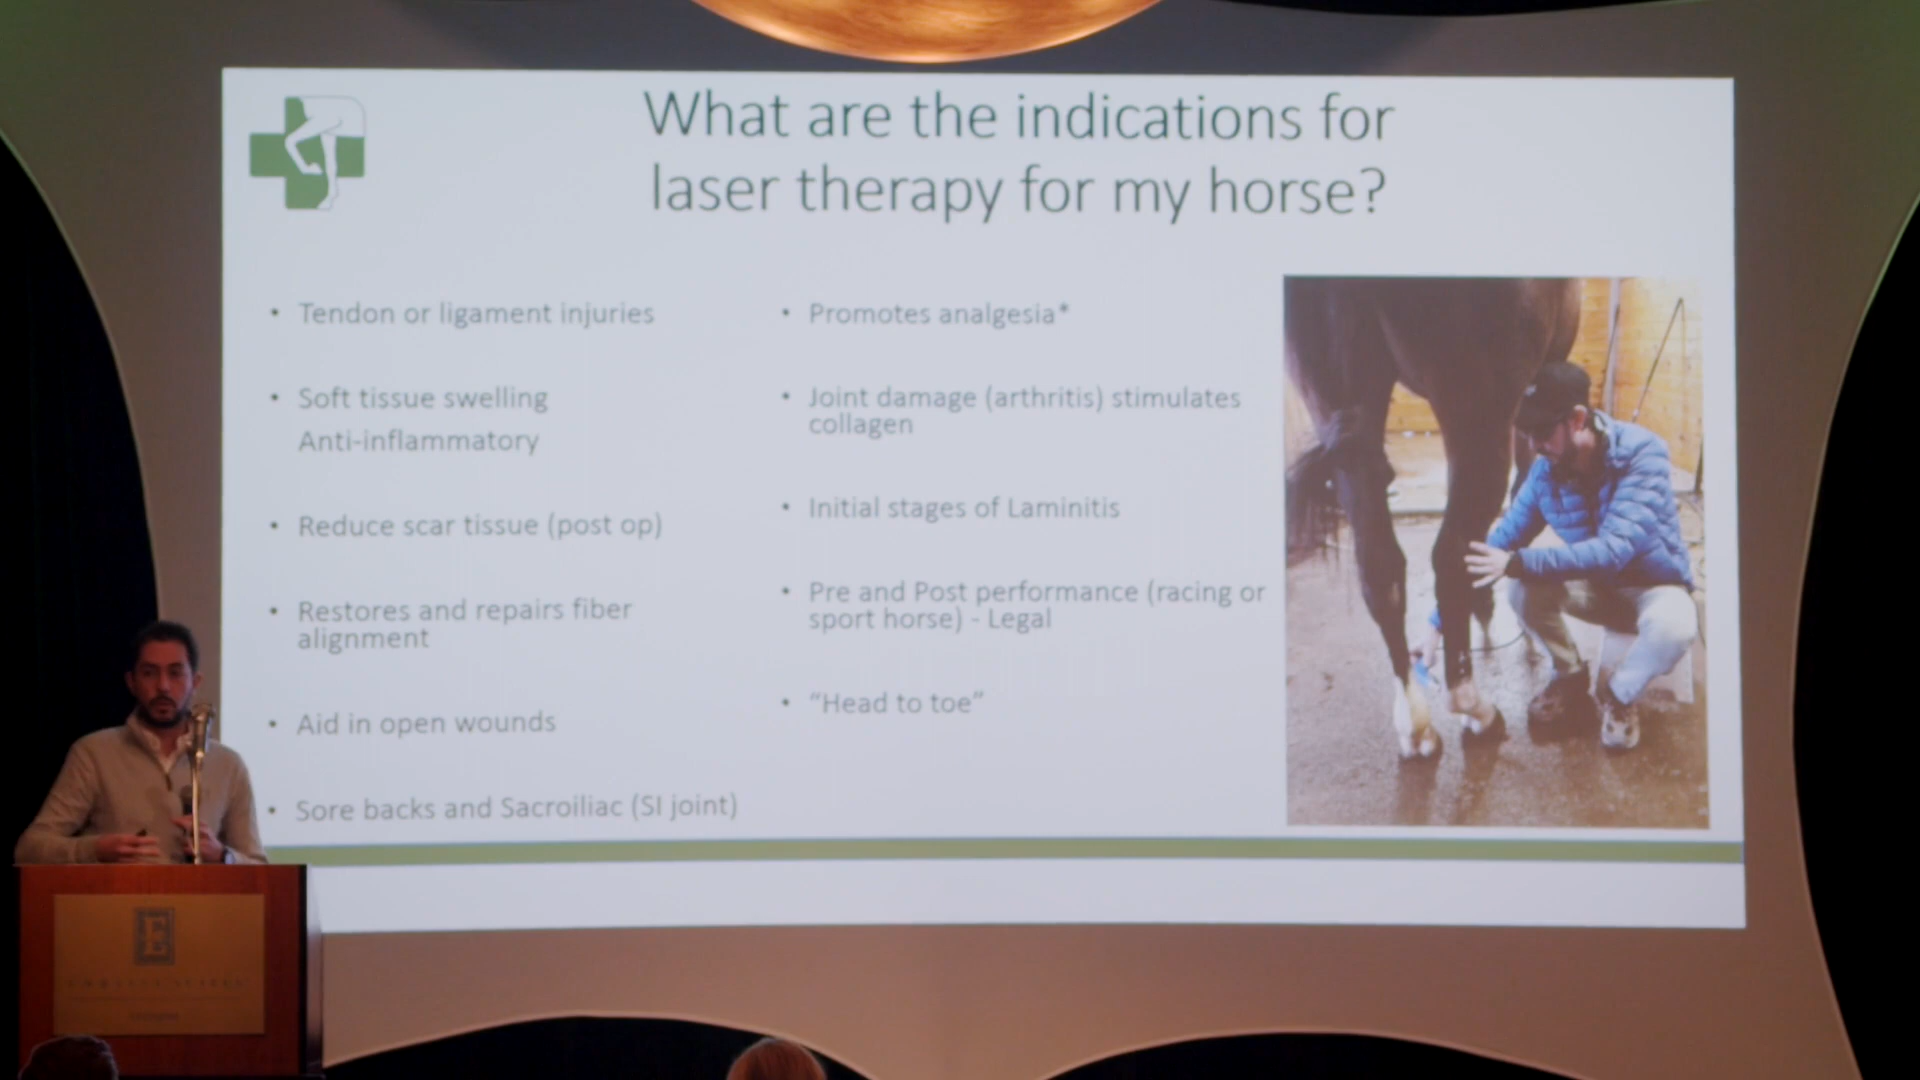 What are the indications for
laser therapy for my horse?
• Tendon or ligament injuries
• Soft tissue swelling
Anti-inflammatory
• Reduce scar tissue (post op)
• Restores and repairs fiber
alignment
• Aid in open wounds
• Sore backs and Sacroiliac (SI joint)
• Promotes analgesia*
• Joint damage (arthritis) stimulates
collagen
• Initial stages of Laminitis
• Pre and Post performance (racing or
sport horse) - Legal
• “Head to toe”
E
EMBASSY SUITES